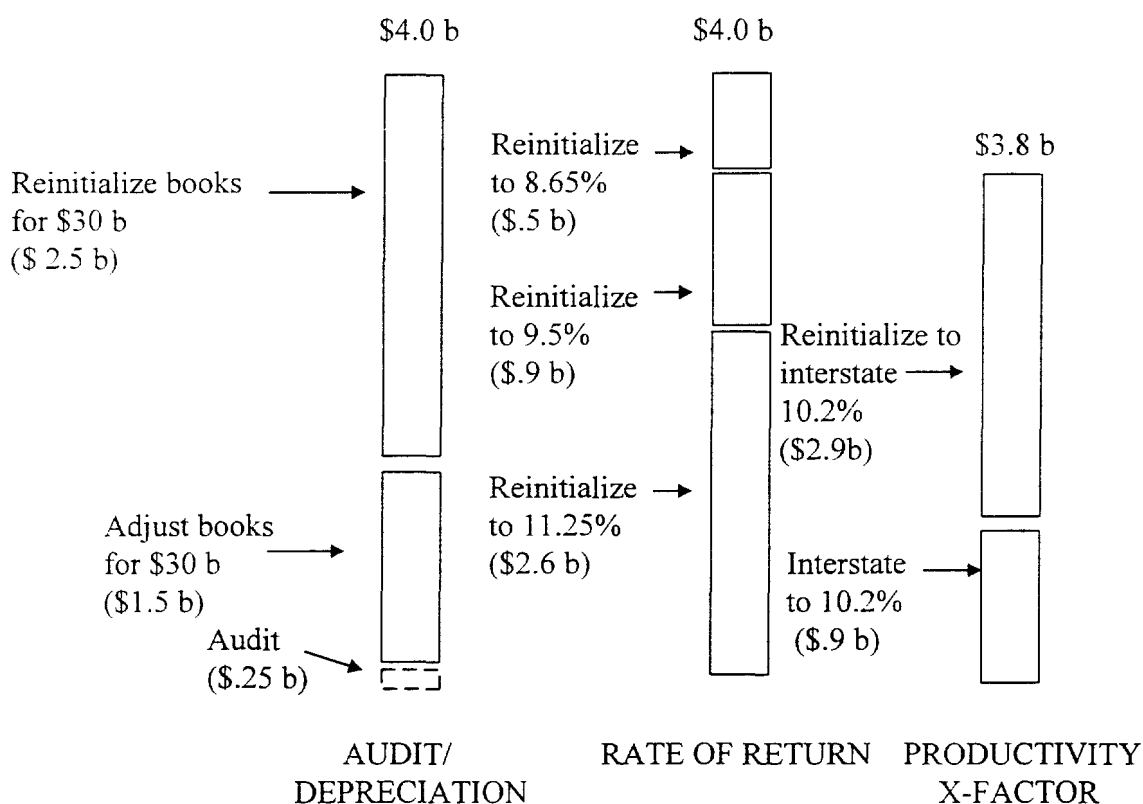 $4.0 b
Reinitialize books
for $30 b
($ 2.5 b)
Adjust books
for $30 b
($1.5 b)
Audit
($.25 b)
AUDIT/
DEPRECIATION
$4.0 b
Reinitialize
to 8.65%
($.5 b)
Reinitialize
to 9.5%
($.9 b)
Reinitialize
to 11.25%
($2.6 b)
RATE OF RETURN
$3.8 b
Reinitialize to
interstate
10.2%
($2.9b)
Interstate
to 10.2%
($.9 b)
PRODUCTIVITY
X-FACTOR